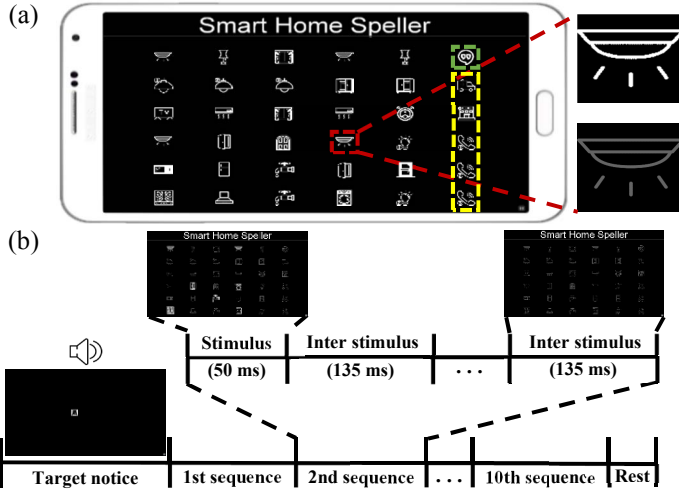 (a)
Smart Home Speller
(b)
Smart Home Speller
Smart Home Speller
Stimulus
Inter stimulus
Inter stimulus
(50 ms)
(135 ms)
. . .
(135 ms)
A
Target notice
1st sequence
2nd sequence
. . .
10th sequence
Rest